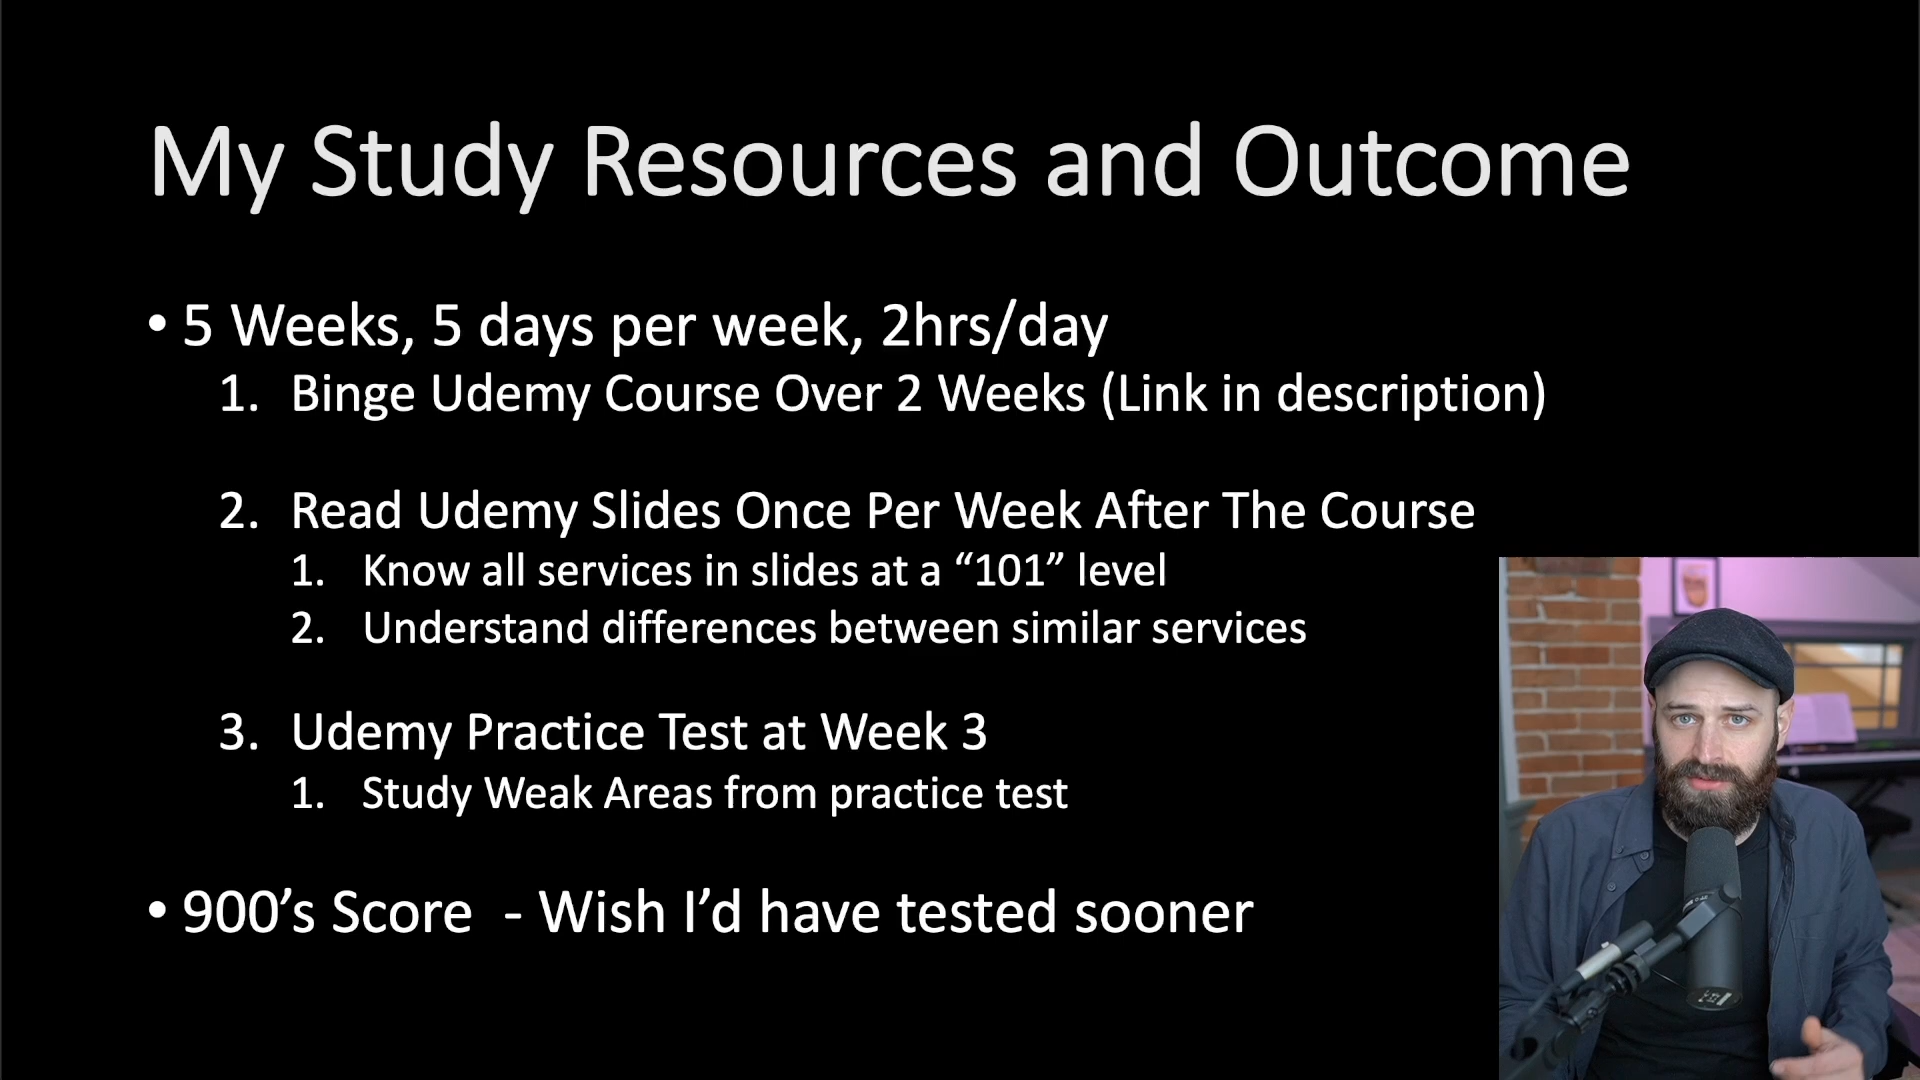 My Study Resources and Outcome
• 5 Weeks, 5 days per week, 2hrs/day
1. Binge Udemy Course Over 2 Weeks (Link in description)
2. Read Udemy Slides Once Per Week After The Course
1. Know all services in slides at a “101” level
2. Understand differences between similar services
3. Udemy Practice Test at Week 3
1. Study Weak Areas from practice test
• 900’s Score  - Wish I’d have tested sooner